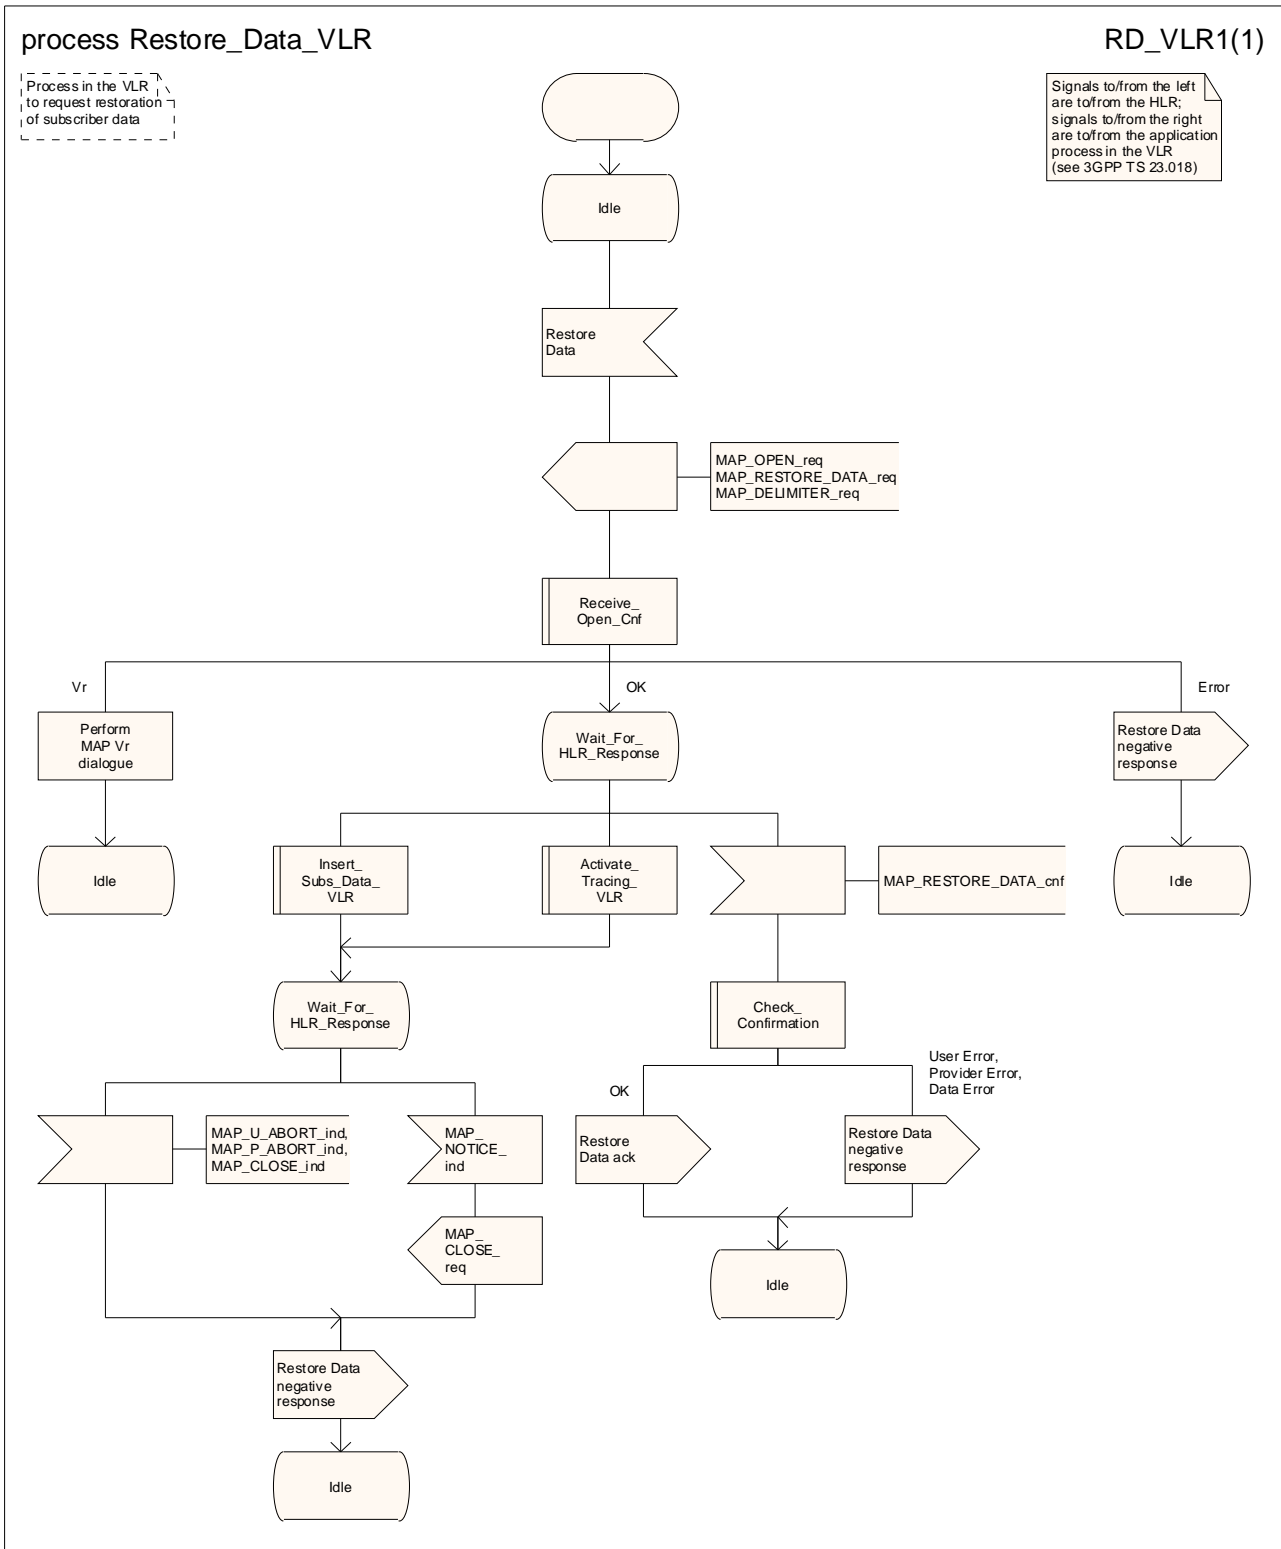 process Restore_Data_VLR
RD_VLR1(1)
Process in the VLR
to request restoration
of subscriber data
Signals to/from the left
are to/from the HLR;
signals to/from the right
are to/from the application
process in the VLR
(see 3GPP TS 23.018)
Idle
Restore
Data
MAP_OPEN_req
MAP_RESTORE_DATA_req
MAP_DELIMITER_req
Receive_
Open_Cnf
Vr
OK
Error
Perform
MAP Vr
dialogue
Wait_For_
HLR_Response
Restore Data
negative
response
Idle
Insert_
Subs_Data_
VLR
Activate_
Tracing_
VLR
MAP_RESTORE_DATA_cnf
Idle
Wait_For_
HLR_Response
Check_
Confirmation
OK
User Error,
Provider Error,
Data Error
MAP_U_ABORT_ind,
MAP_P_ABORT_ind,
MAP_CLOSE_ind
MAP_
NOTICE_
ind
Restore
Data ack
Restore Data
negative
response
MAP_
CLOSE_
req
Idle
Restore Data
negative
response
Idle